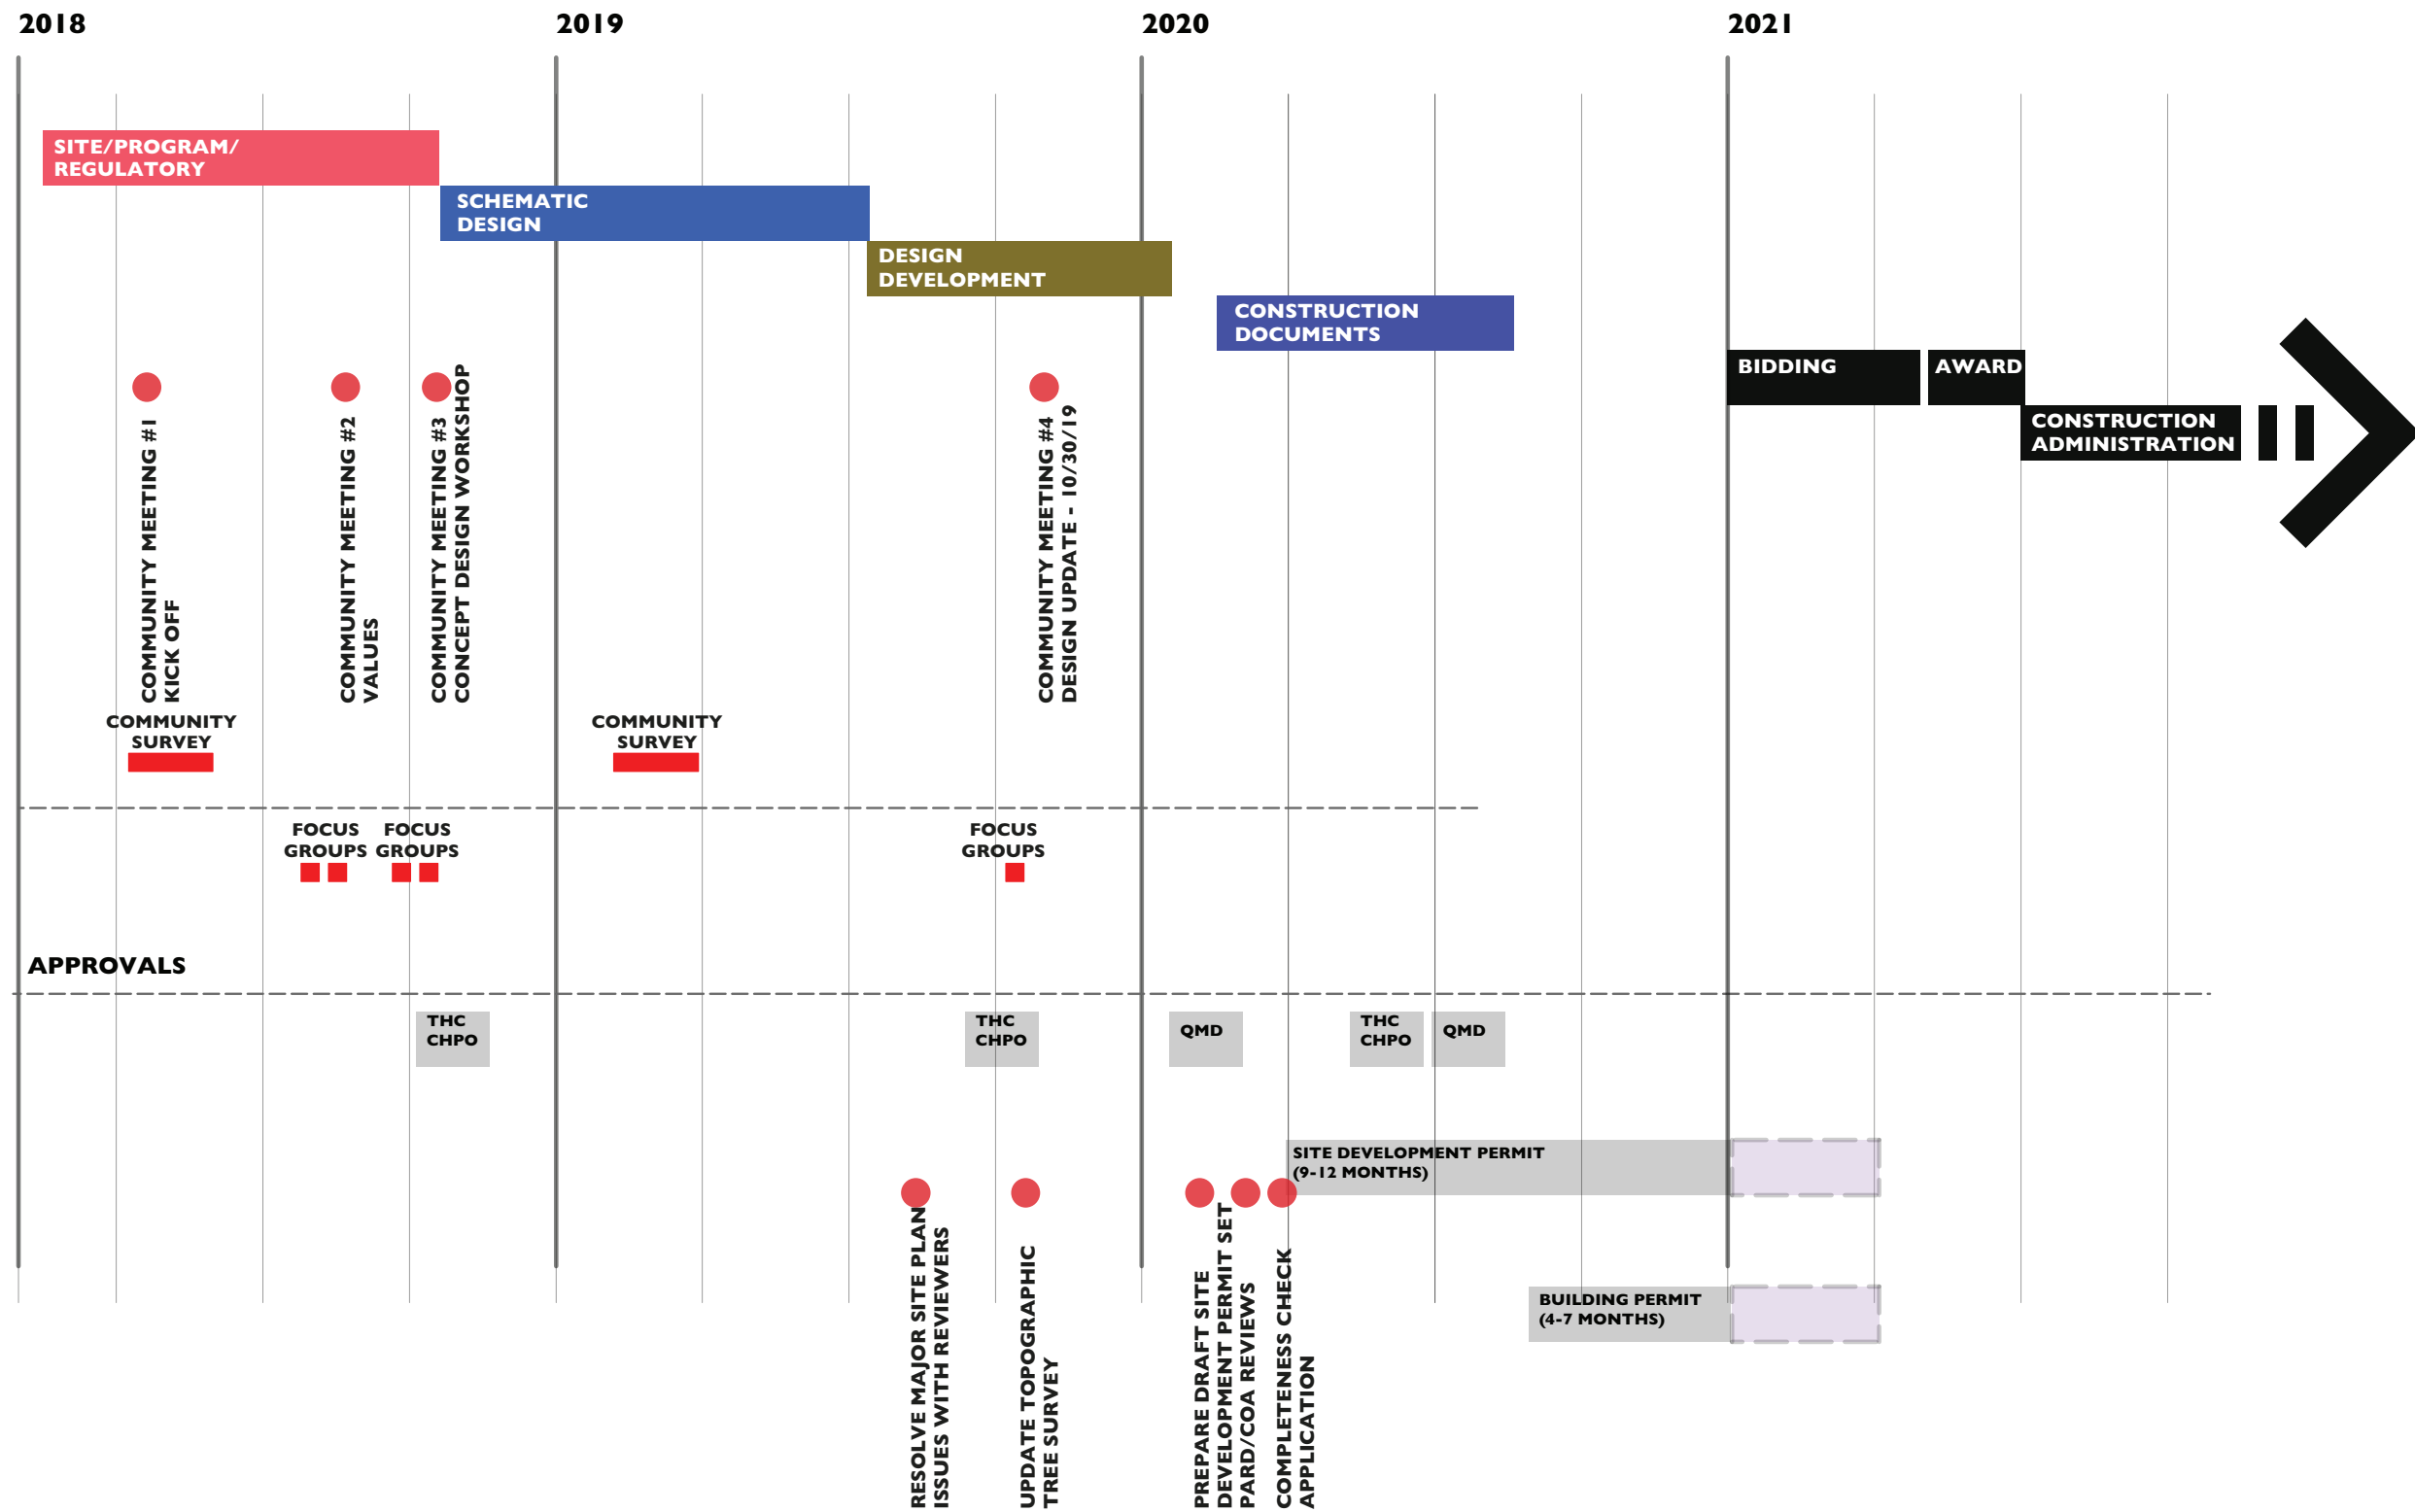 2018
2019
2020
2021
SITE/PROGRAM/
REGULATORY
SCHEMATIC
DESIGN
DESIGN
DEVELOPMENT
CONSTRUCTION
DOCUMENTS
BIDDING
AWARD
CONSTRUCTION
ADMINISTRATION
COMMUNITY MEETING #1
KICK OFF
COMMUNITY MEETING #2
VALUES
COMMUNITY MEETING #3
CONCEPT DESIGN WORKSHOP
COMMUNITY MEETING #4
DESIGN UPDATE - 10/30/19
COMMUNITY
SURVEY
COMMUNITY
SURVEY
FOCUS
GROUPS
FOCUS
GROUPS
FOCUS
GROUPS
APPROVALS
THC
CHPO
THC
CHPO
QMD
THC
CHPO
QMD
SITE DEVELOPMENT PERMIT
(9-12 MONTHS)
RESOLVE MAJOR SITE PLAN
ISSUES WITH REVIEWERS
UPDATE TOPOGRAPHIC
TREE SURVEY
PREPARE DRAFT SITE
DEVELOPMENT PERMIT SET
PARD/COA REVIEWS
COMPLETENESS CHECK
APPLICATION
BUILDING PERMIT
(4-7 MONTHS)